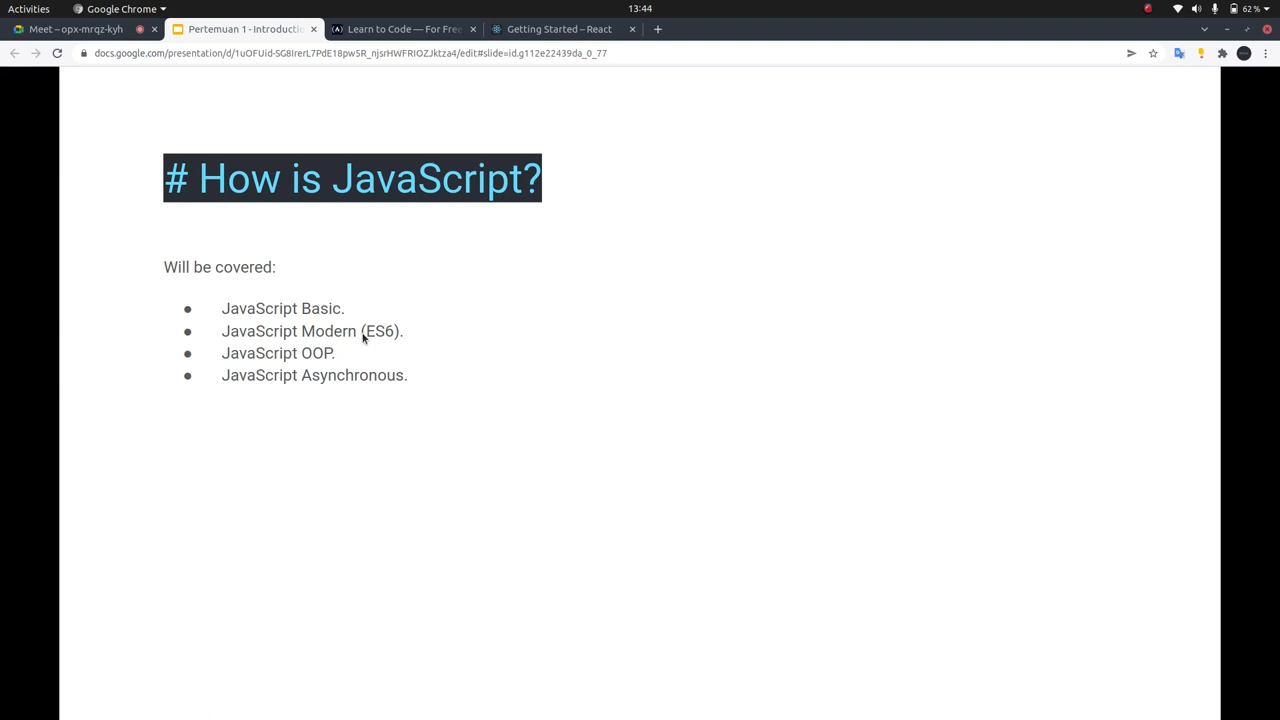 Activities
Google Chrome
13:44
62 %
Meet – opx-mrqz-kyh
Pertemuan 1 - Introductio
Learn to Code — For Free
Getting Started – React
docs.google.com/presentation/d/1uOFUid-SG8IrerL7PdE18pw5R_njsrHWFRIOZJktza4/edit#slide=id.g112e22439da_0_77
# How is JavaScript?
Will be covered:
● JavaScript Basic.
● JavaScript Modern (ES6).
● JavaScript OOP.
● JavaScript Asynchronous.